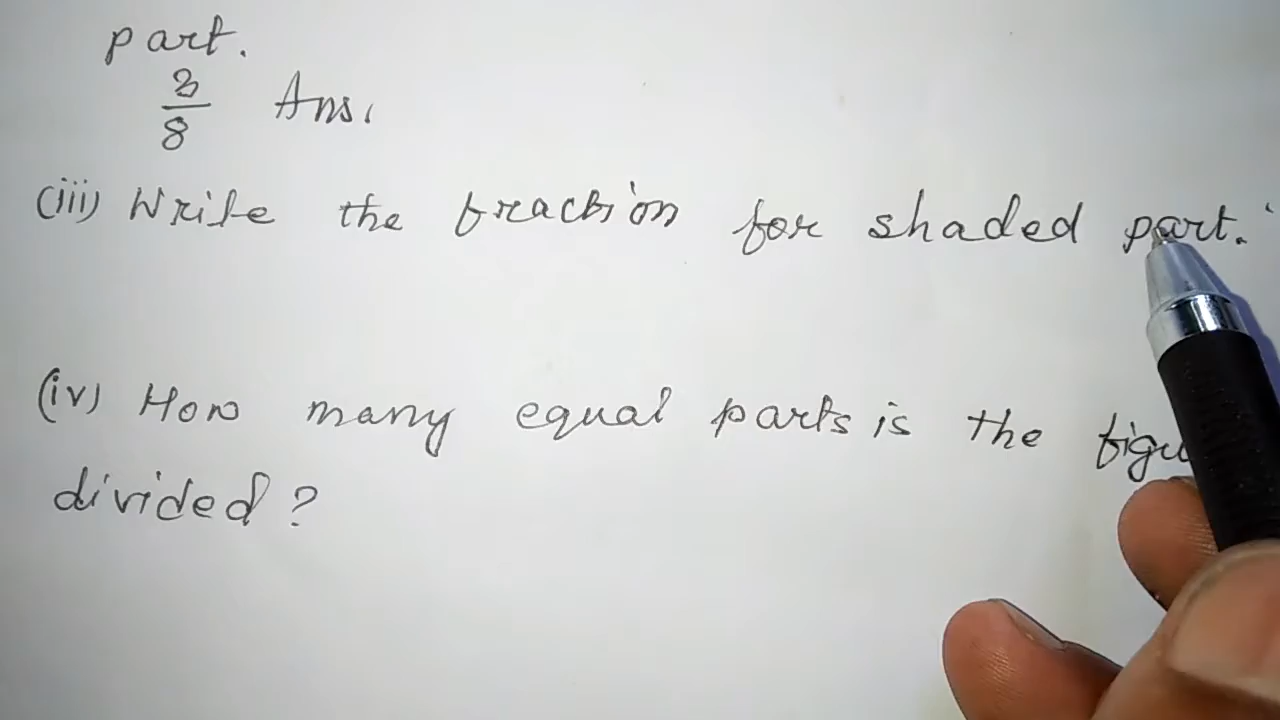 part.
3
8 Ans.
(iii) Write the fraction for shaded part.
(iv) How many equal parts is the
divided?